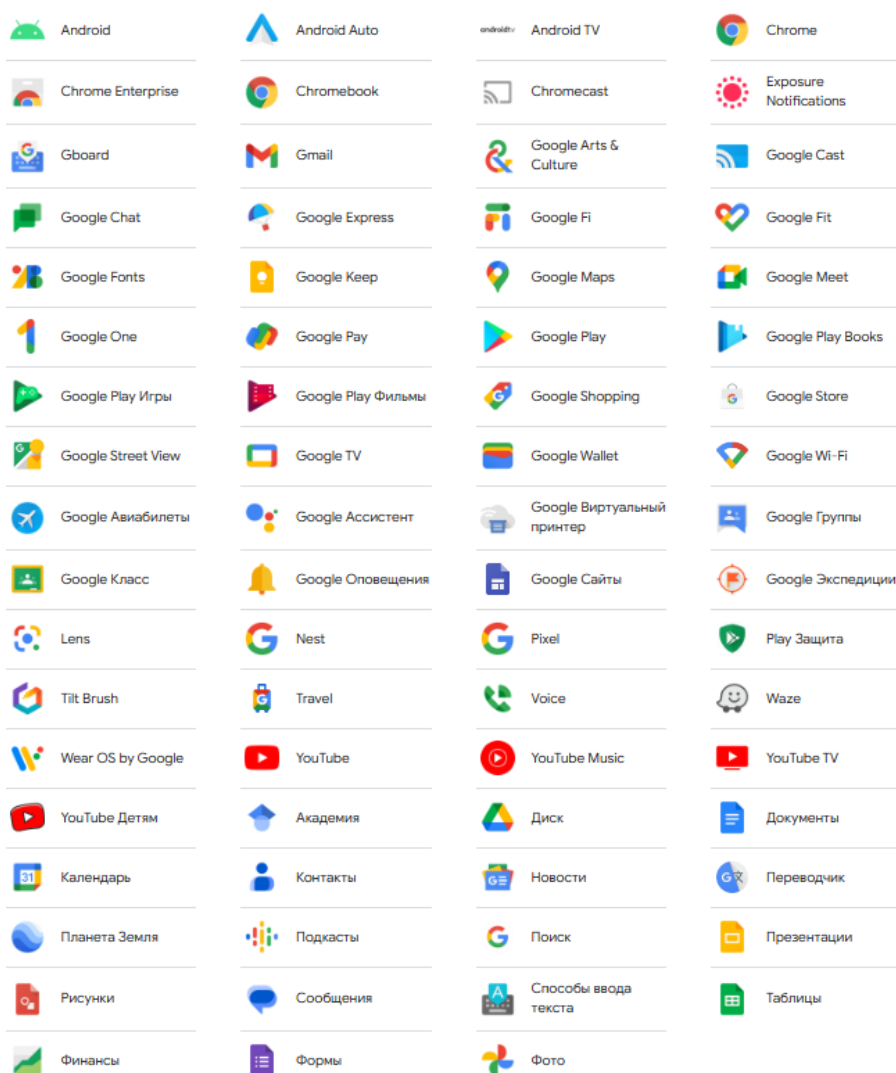 Android
androidtv
Android Auto
Android TV
Chrome
Chrome Enterprise
Chromebook
Chromecast
Exposure
Notifications
G
Gboard
Gmail
Google Arts &
Culture
Google Cast
Google Chat
Google Express
Fi
Google Fi
Google Fit
Google Fonts
Google Keep
Google Maps
Google Meet
1
Google One
Google Pay
Google Play
Google Play Books
Google Play Игры
Google Play Фильмы
G
Google Shopping
G
Google Store
G
Google Street View
Google TV
Google Wallet
Google Wi-Fi
Google Авиабилеты
Google Ассистент
Google Виртуальный
принтер
Google Группы
Google Класс
Google Оповещения
Google Сайты
Google Экспедиции
Lens
G
Nest
G
Pixel
Play Защита
Tilt Brush
G
Travel
Voice
Waze
Wear OS by Google
YouTube
YouTube Music
YouTube TV
YouTube Детям
Академия
Диск
Документы
31
Календарь
Контакты
G
Новости
G 文
Переводчик
Планета Земля
Подкасты
G
Поиск
Презентации
Рисунки
Сообщения
A
Способы ввода
текста
Таблицы
Финансы
Формы
Фото